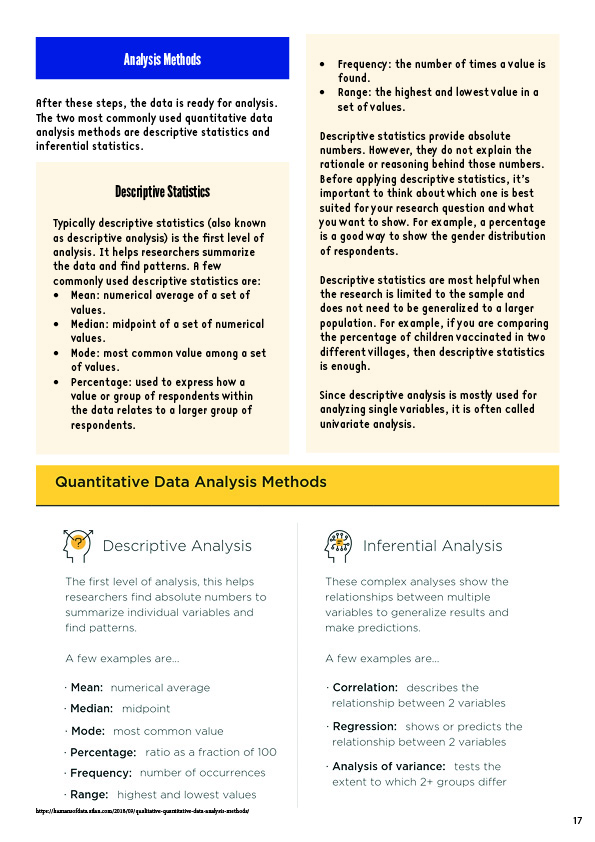 Analysis Methods
After these steps, the data is ready for analysis.
The two most commonly used quantitative data
analysis methods are descriptive statistics and
inferential statistics.
Descriptive Statistics
Typically descriptive statistics (also known
as descriptive analysis) is the first level of
analysis. It helps researchers summarize
the data and find patterns. A few
commonly used descriptive statistics are:
• Mean: numerical average of a set of
values.
• Median: midpoint of a set of numerical
values.
• Mode: most common value among a set
of values.
• Percentage: used to express how a
value or group of respondents within
the data relates to a larger group of
respondents.
• Frequency: the number of times a value is
found.
• Range: the highest and lowest value in a
set of values.
Descriptive statistics provide absolute
numbers. However, they do not explain the
rationale or reasoning behind those numbers.
Before applying descriptive statistics, it's
important to think about which one is best
suited for your research question and what
you want to show. For example, a percentage
is a good way to show the gender distribution
of respondents.
Descriptive statistics are most helpful when
the research is limited to the sample and
does not need to be generalized to a larger
population. For example, if you are comparing
the percentage of children vaccinated in two
different villages, then descriptive statistics
is enough.
Since descriptive analysis is mostly used for
analyzing single variables, it is often called
univariate analysis.
Quantitative Data Analysis Methods
Descriptive Analysis
The first level of analysis, this helps
researchers find absolute numbers to
summarize individual variables and
find patterns.
A few examples are...
· Mean: numerical average
· Median: midpoint
· Mode: most common value
· Percentage: ratio as a fraction of 100
· Frequency: number of occurrences
· Range: highest and lowest values
Inferential Analysis
These complex analyses show the
relationships between multiple
variables to generalize results and
make predictions.
A few examples are...
· Correlation: describes the
relationship between 2 variables
· Regression: shows or predicts the
relationship between 2 variables
· Analysis of variance: tests the
extent to which 2+ groups differ
https://humansofdata.atlan.com/2018/09/qualitative-quantitative-data-analysis-methods/
17